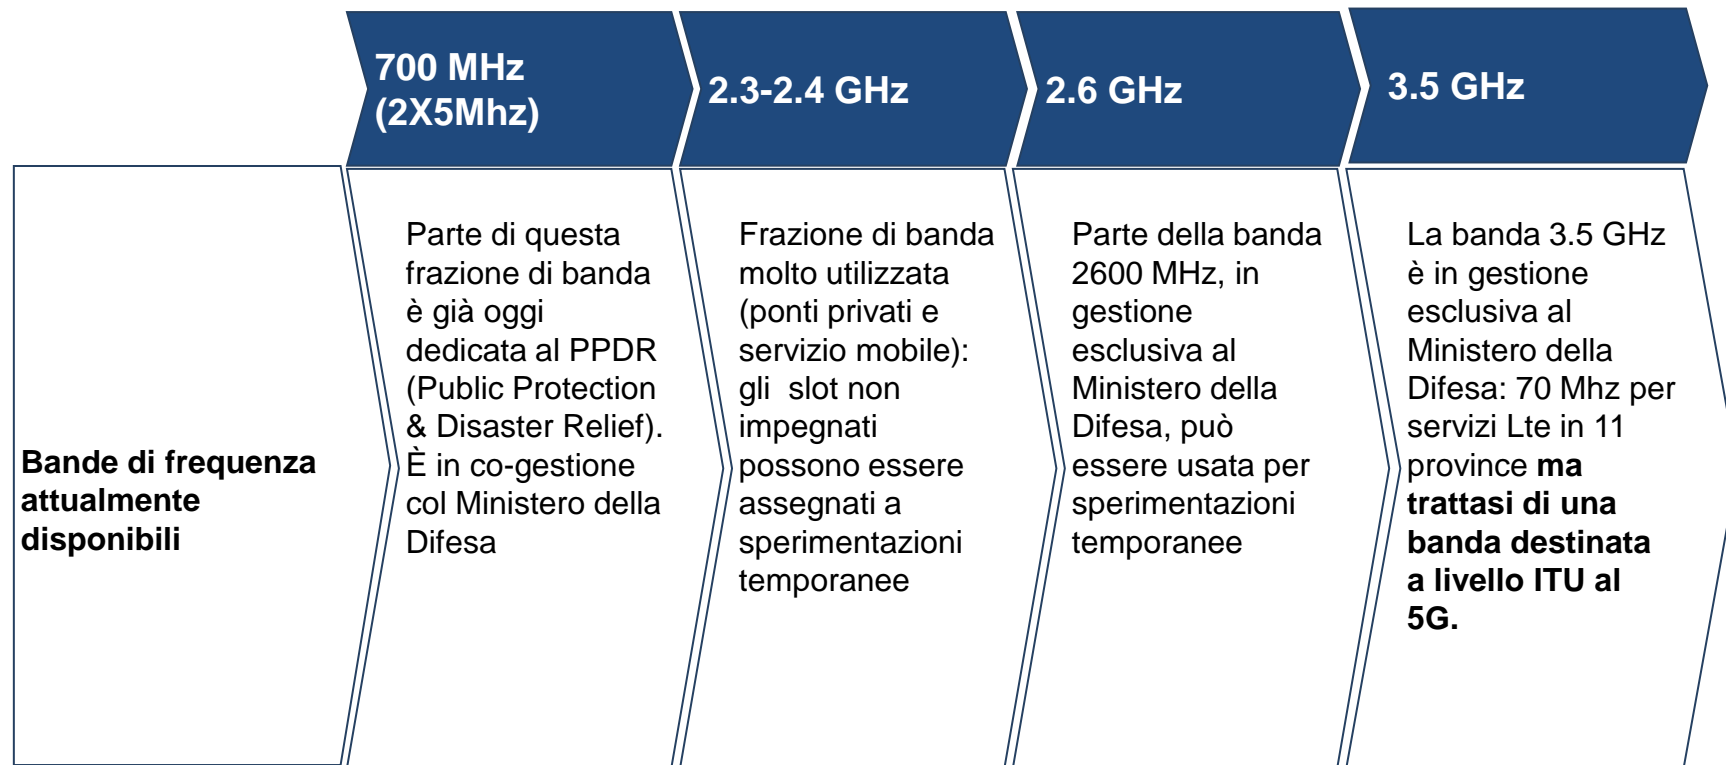 700 MHz
(2X5Mhz)
2.3-2.4 GHz
2.6 GHz
3.5 GHz
Bande di frequenza
attualmente
disponibili
Parte di questa
frazione di banda
è già oggi
dedicata al PPDR
(Public Protection
& Disaster Relief).
È in co-gestione
col Ministero della
Difesa
Frazione di banda
molto utilizzata
(ponti privati e
servizio mobile):
gli  slot non
impegnati
possono essere
assegnati a
sperimentazioni
temporanee
Parte della banda
2600 MHz, in
gestione
esclusiva al
Ministero della
Difesa, può
essere usata per
sperimentazioni
temporanee
La banda 3.5 GHz
è in gestione
esclusiva al
Ministero della
Difesa: 70 Mhz per
servizi Lte in 11
province ma
trattasi di una
banda destinata
a livello ITU al
5G.